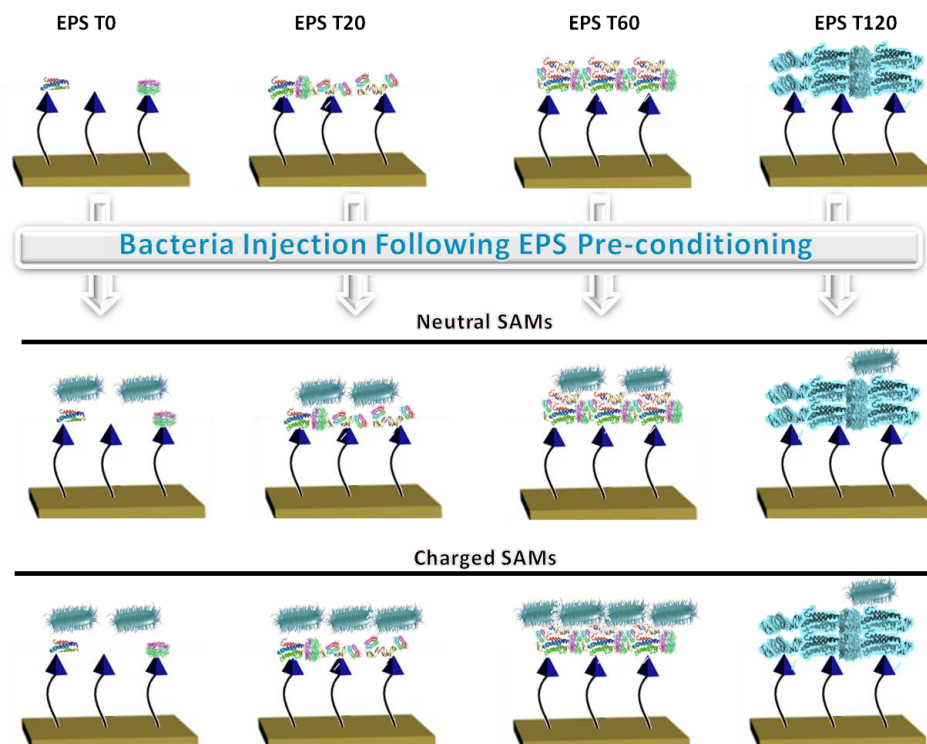 EPS T0 EPS T20 EPS T60 EPS T120
Bacteria Injection Following EPS Pre-conditioning
Neutral SAMs
Charged SAMs